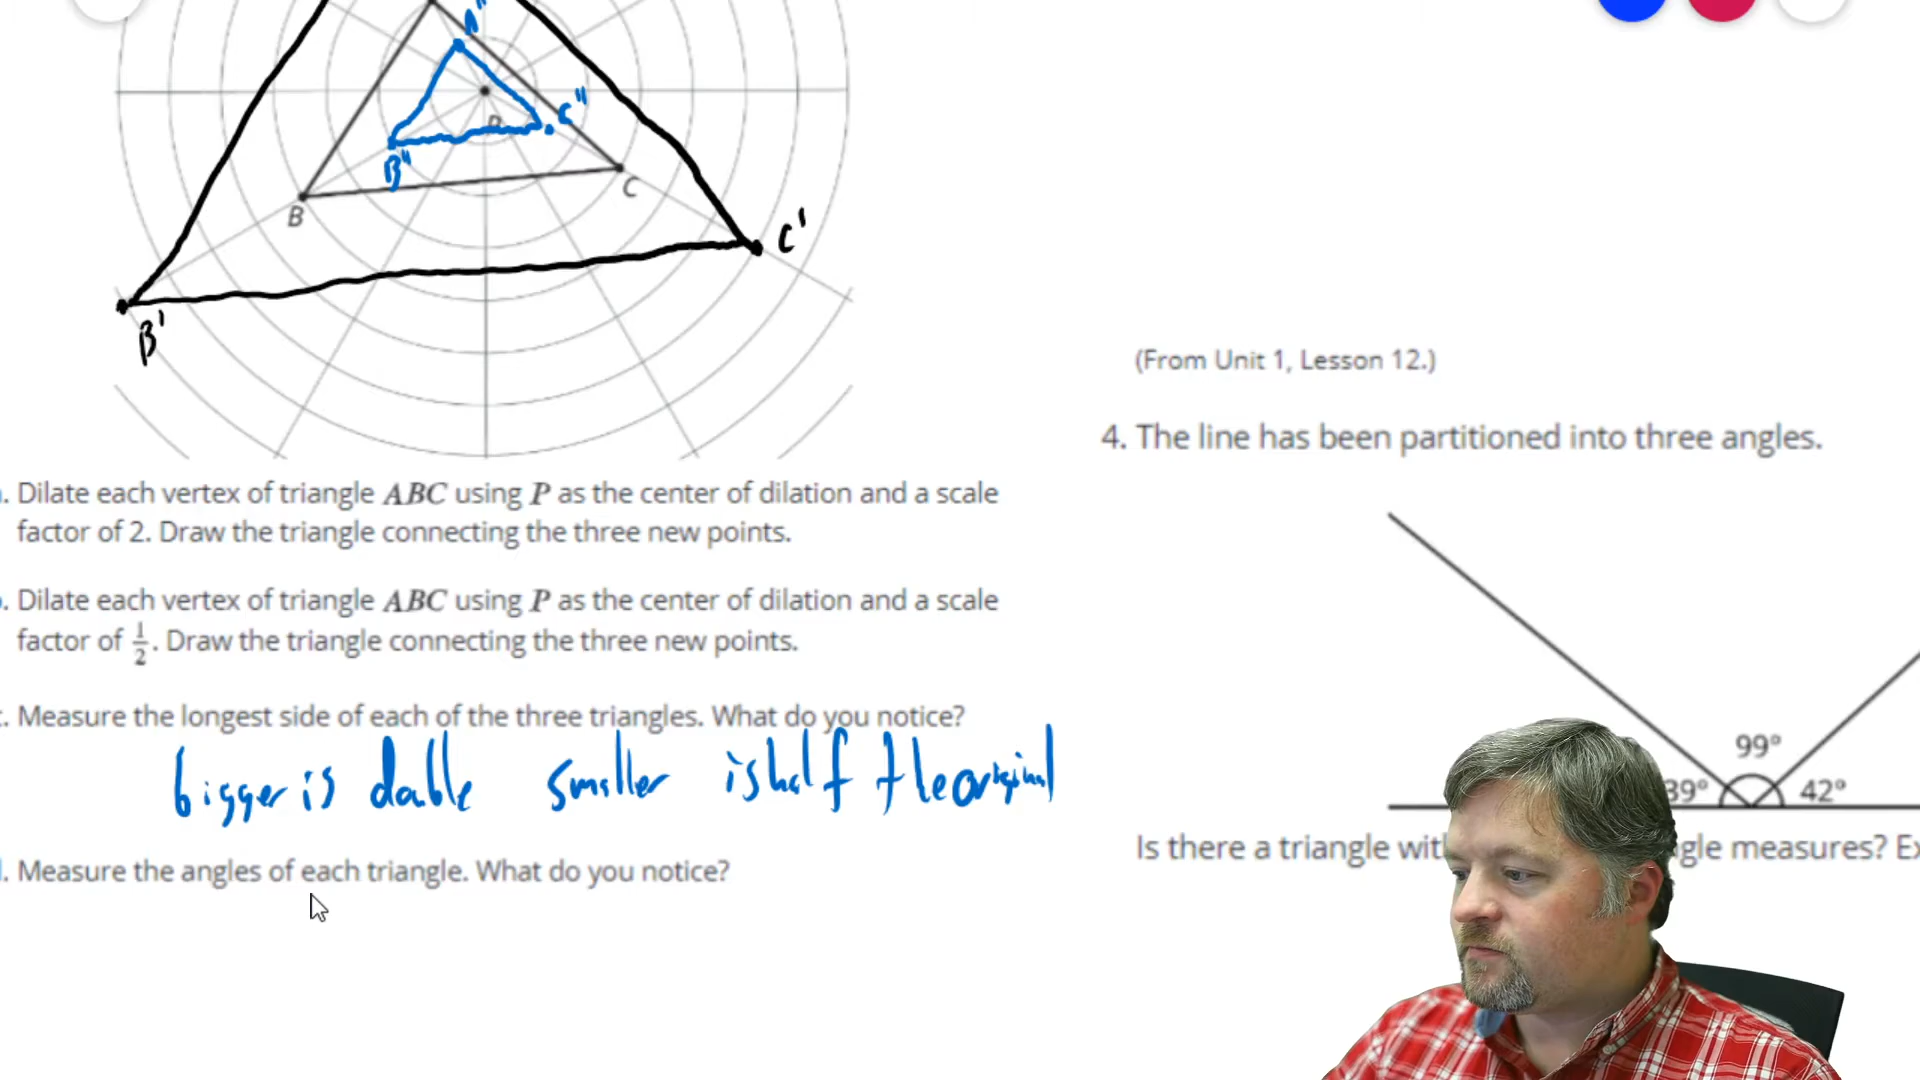 A"
C"
B"
B
C
C'
B'
. Dilate each vertex of triangle ABC using P as the center of dilation and a scale
factor of 2. Draw the triangle connecting the three new points.
. Dilate each vertex of triangle ABC using P as the center of dilation and a scale
factor of 1/2. Draw the triangle connecting the three new points.
. Measure the longest side of each of the three triangles. What do you notice?
bigger is double smaller is half the original
. Measure the angles of each triangle. What do you notice?
(From Unit 1, Lesson 12.)
4. The line has been partitioned into three angles.
99°
39° 42°
Is there a triangle gle measures?